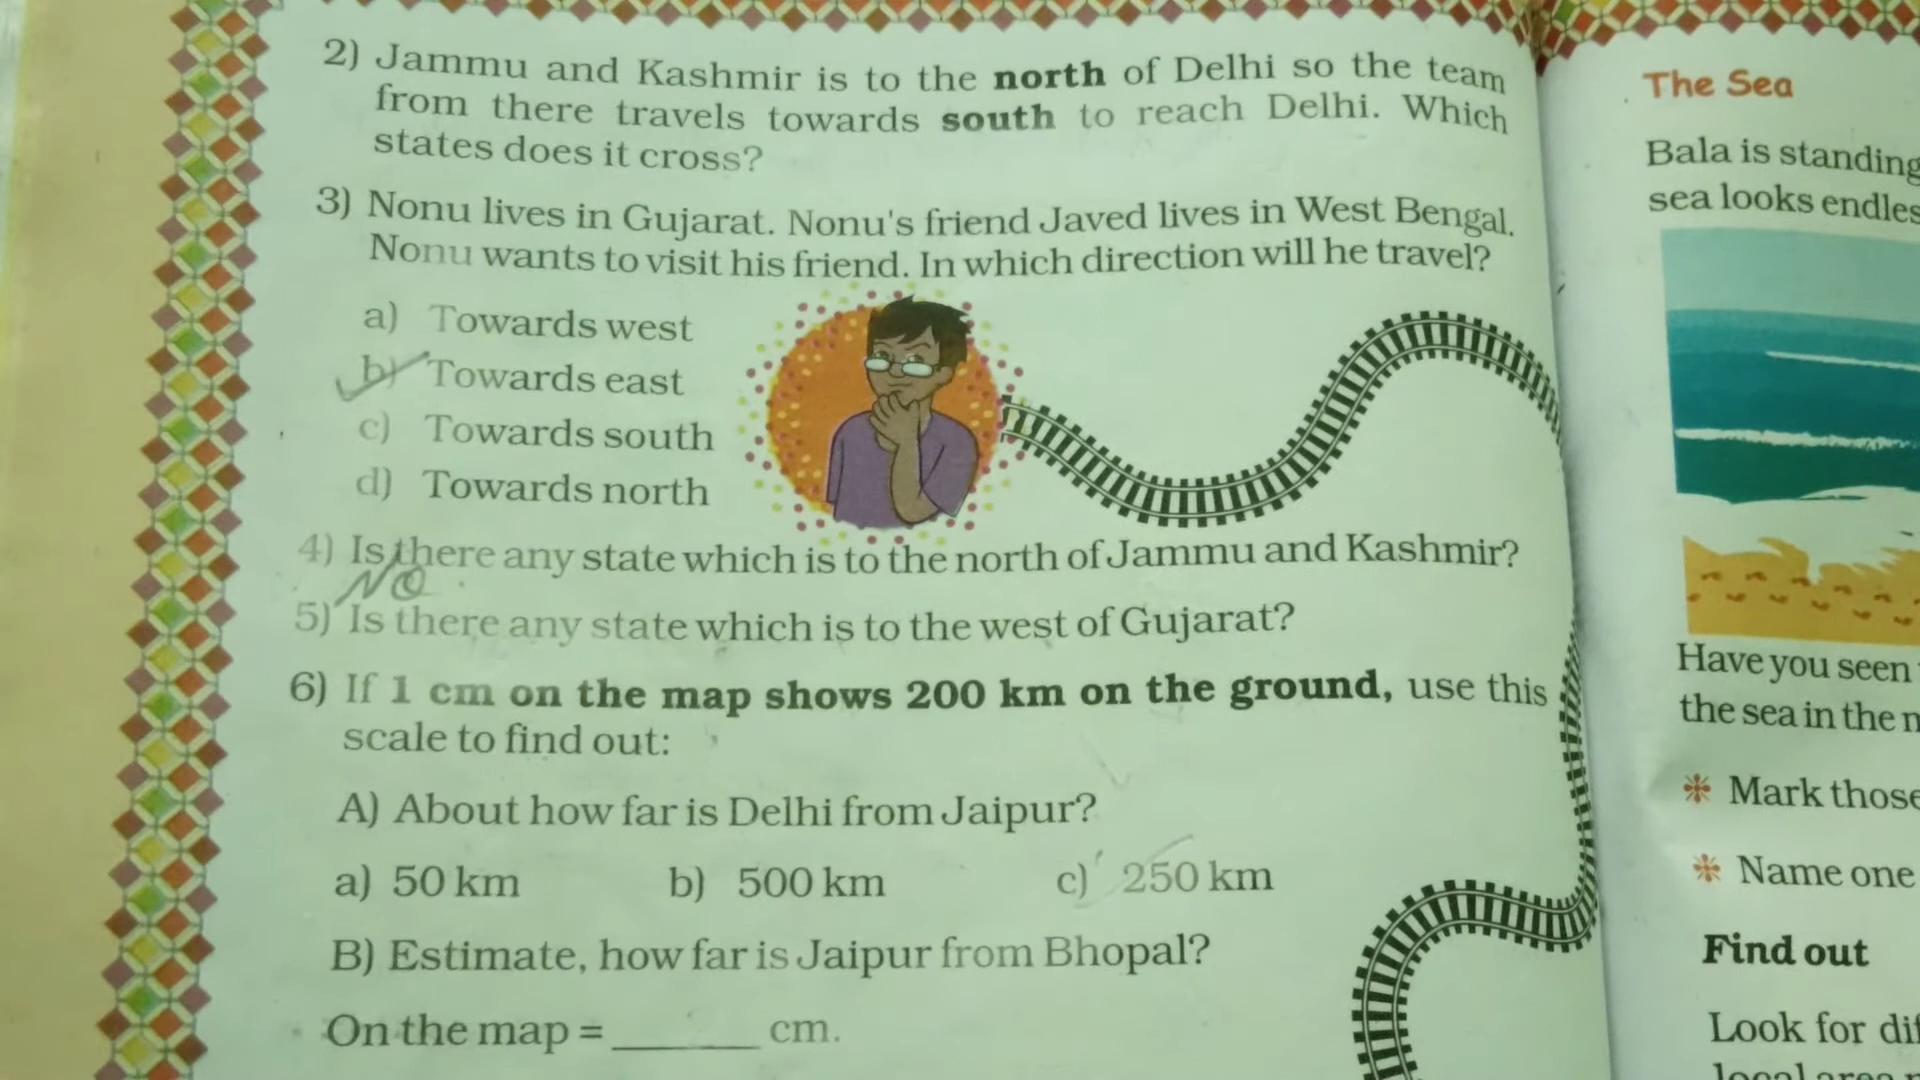 2) Jammu and Kashmir is to the north of Delhi so the team
from there travels towards south to reach Delhi. Which
states does it cross?
3) Nonu lives in Gujarat. Nonu's friend Javed lives in West Bengal.
Nonu wants to visit his friend. In which direction will he travel?
a) Towards west
b) Towards east
c) Towards south
d) Towards north
4) Is there any state which is to the north of Jammu and Kashmir?
NO
5) Is there any state which is to the west of Gujarat?
6) If 1 cm on the map shows 200 km on the ground, use this
scale to find out:
A) About how far is Delhi from Jaipur?
a) 50 km b) 500 km c) 250 km
B) Estimate, how far is Jaipur from Bhopal?
On the map = ______ cm.
The Sea
Bala is standing
sea looks endles
Have you seen
the sea in the
Mark those
Name one
Find out
Look for